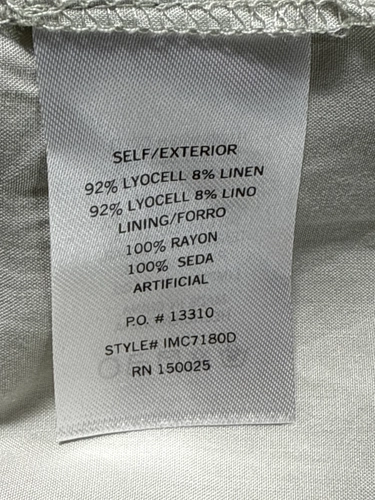 SELF/EXTERIOR
92% LYOCELL 8% LINEN
92% LYOCELL 8% LINO
LINING/FORRO
100% RAYON
100% SEDA
ARTIFICIAL
P.O. # 13310
STYLE# IMC7180D
RN 150025